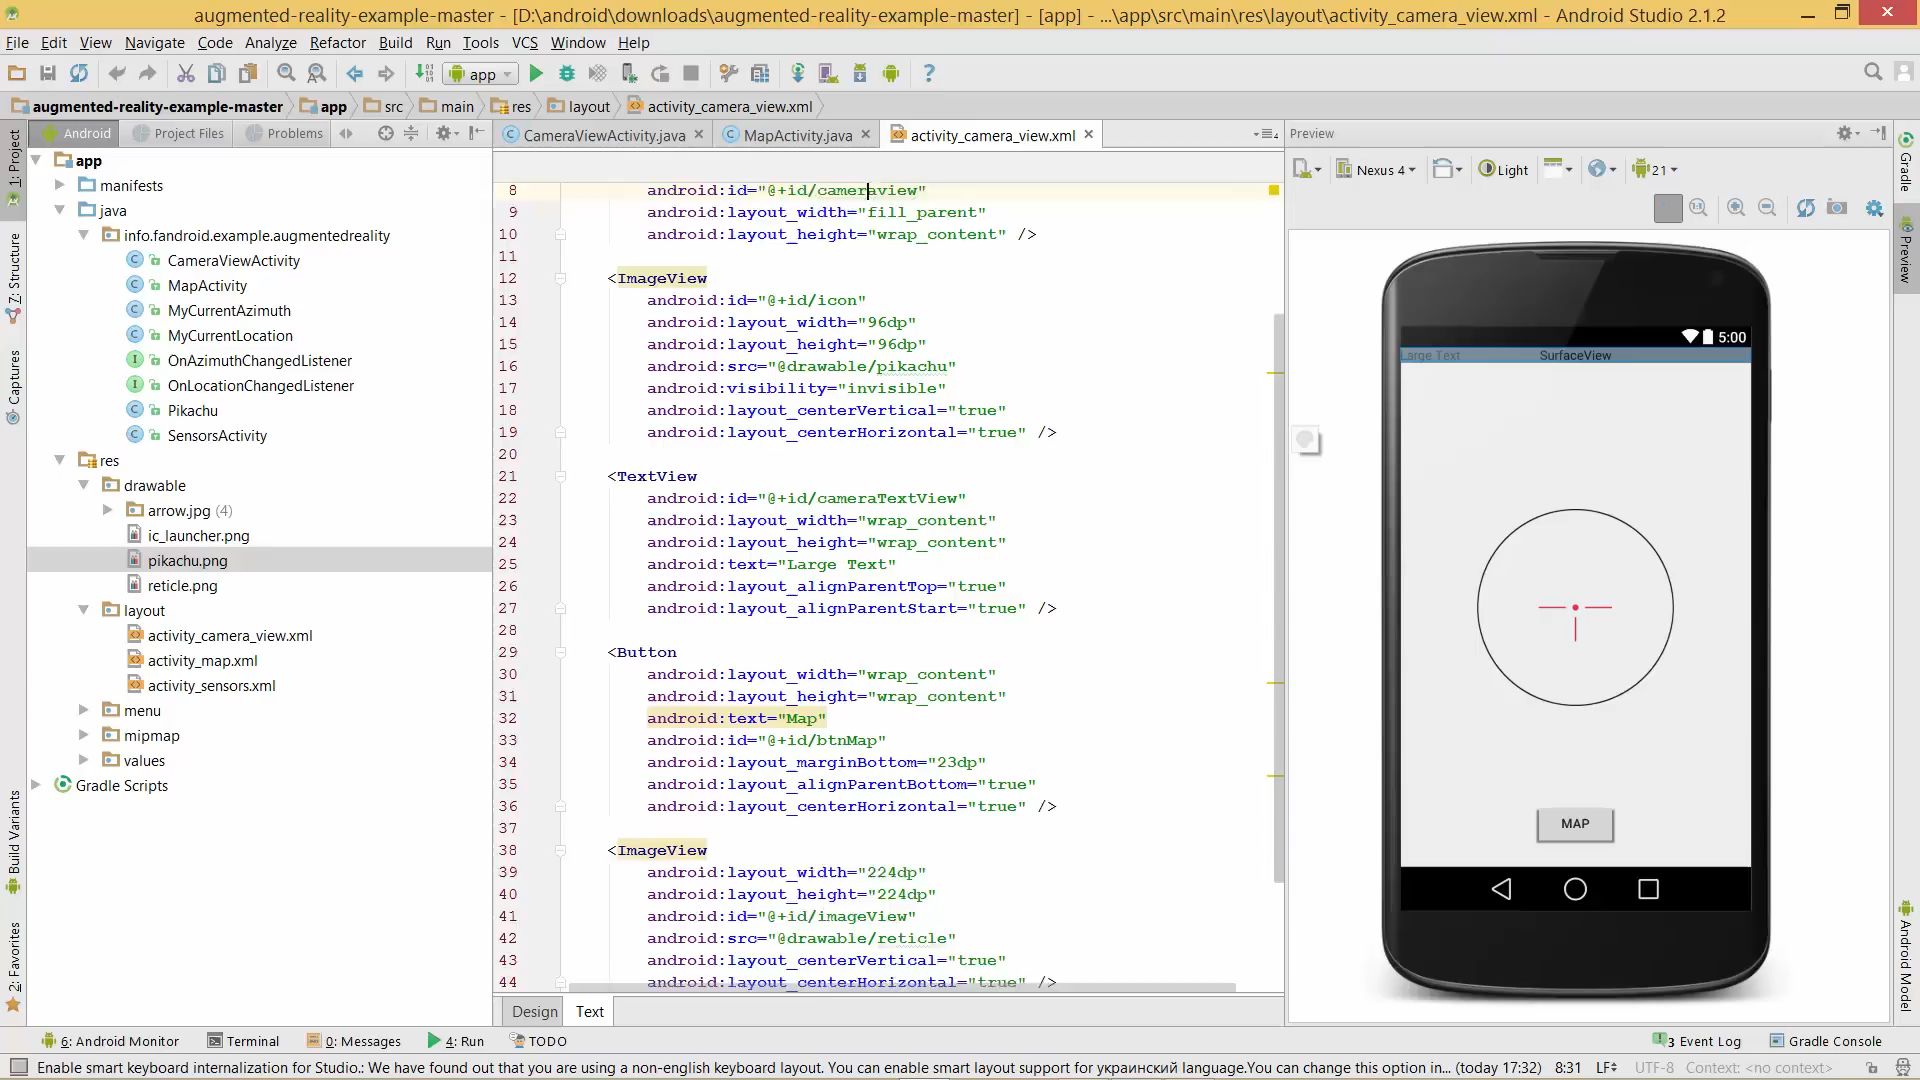 augmented-reality-example-master - [D:\android\downloads\augmented-reality-example-master] - [app] - ...\app\src\main\res\layout\activity_camera_view.xml - Android Studio 2.1.2
File Edit View Navigate Code Analyze Refactor Build Run Tools VCS Window Help
app
augmented-reality-example-master app src main res layout activity_camera_view.xml
Android Project Files Problems
CameraViewActivity.java MapActivity.java activity_camera_view.xml
Preview
1: Project
Z: Structure
Captures
Build Variants
2: Favorites
app
manifests
java
info.fandroid.example.augmentedreality
CameraViewActivity
MapActivity
MyCurrentAzimuth
MyCurrentLocation
OnAzimuthChangedListener
OnLocationChangedListener
Pikachu
SensorsActivity
res
drawable
arrow.jpg (4)
ic_launcher.png
pikachu.png
reticle.png
layout
activity_camera_view.xml
activity_map.xml
activity_sensors.xml
menu
mipmap
values
Gradle Scripts
8 android:id="@+id/cameraview"
9 android:layout_width="fill_parent"
10 android:layout_height="wrap_content" />
11
12 <ImageView
13 android:id="@+id/icon"
14 android:layout_width="96dp"
15 android:layout_height="96dp"
16 android:src="@drawable/pikachu"
17 android:visibility="invisible"
18 android:layout_centerVertical="true"
19 android:layout_centerHorizontal="true" />
20
21 <TextView
22 android:id="@+id/cameraTextView"
23 android:layout_width="wrap_content"
24 android:layout_height="wrap_content"
25 android:text="Large Text"
26 android:layout_alignParentTop="true"
27 android:layout_alignParentStart="true" />
28
29 <Button
30 android:layout_width="wrap_content"
31 android:layout_height="wrap_content"
32 android:text="Map"
33 android:id="@+id/btnMap"
34 android:layout_marginBottom="23dp"
35 android:layout_alignParentBottom="true"
36 android:layout_centerHorizontal="true" />
37
38 <ImageView
39 android:layout_width="224dp"
40 android:layout_height="224dp"
41 android:id="@+id/imageView"
42 android:src="@drawable/reticle"
43 android:layout_centerVertical="true"
44 android:layout_centerHorizontal="true" />
Design Text
Nexus 4 Light 21
5:00
Large Text SurfaceView
MAP
Gradle
Preview
Android Model
6: Android Monitor Terminal 0: Messages 4: Run TODO 3 Event Log Gradle Console
Enable smart keyboard internalization for Studio.: We have found out that you are using a non-english keyboard layout. You can enable smart layout support for украинский language.You can change this option in... (today 17:32) 8:31 LF UTF-8 Context: <no context>